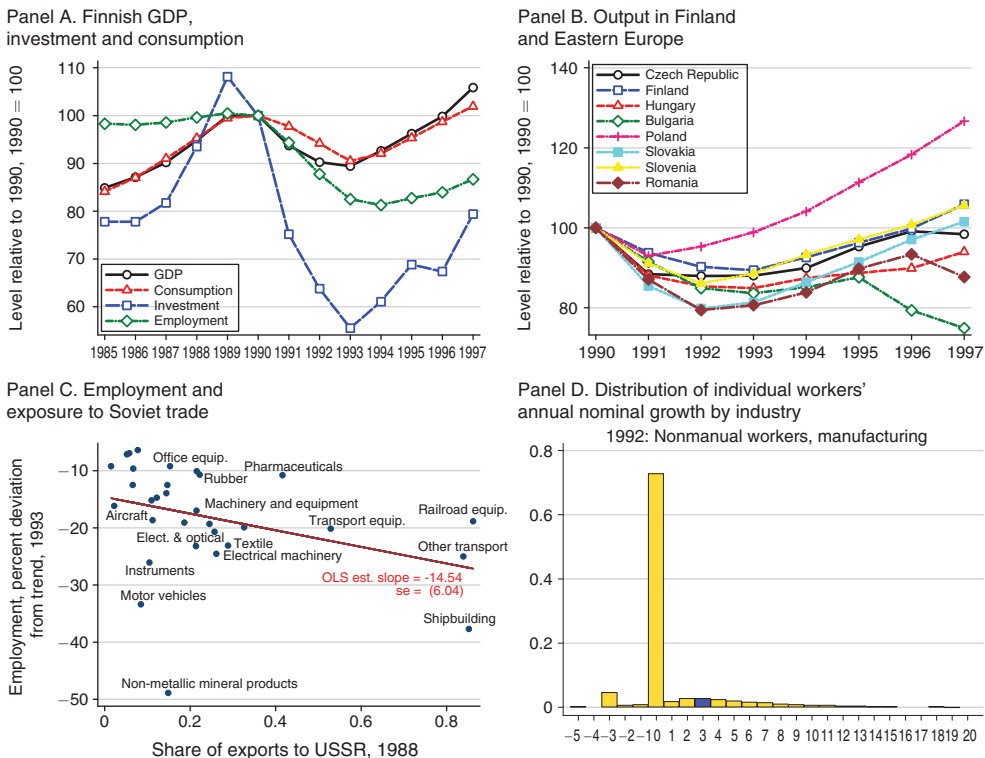 Panel A. Finnish GDP,
investment and consumption
Level relative to 1990, 1990 = 100
110
100
90
80
70
60
GDP
Consumption
Investment
Employment
1985 1986 1987 1988 1989 1990 1991 1992 1993 1994 1995 1996 1997
Panel B. Output in Finland
and Eastern Europe
Level relative to 1990, 1990 = 100
140
120
100
80
Czech Republic
Finland
Hungary
Bulgaria
Poland
Slovakia
Slovenia
Romania
1990 1991 1992 1993 1994 1995 1996 1997
Panel C. Employment and
exposure to Soviet trade
Employment, percent deviation
from trend, 1993
−10
−20
−30
−40
−50
Office equip.
Pharmaceuticals
Rubber
Machinery and equipment
Railroad equip.
Aircraft
Transport equip.
Elect. & optical
Textile
Other transport
Electrical machinery
Instruments
OLS est. slope = -14.54
se = (6.04)
Motor vehicles
Shipbuilding
Non-metallic mineral products
0 0.2 0.4 0.6 0.8
Share of exports to USSR, 1988
Panel D. Distribution of individual workers'
annual nominal growth by industry
1992: Nonmanual workers, manufacturing
0.8
0.6
0.4
0.2
0
−5 −4 −3 −2 −1 0 1 2 3 4 5 6 7 8 9 10 11 12 13 14 15 16 17 18 19 20